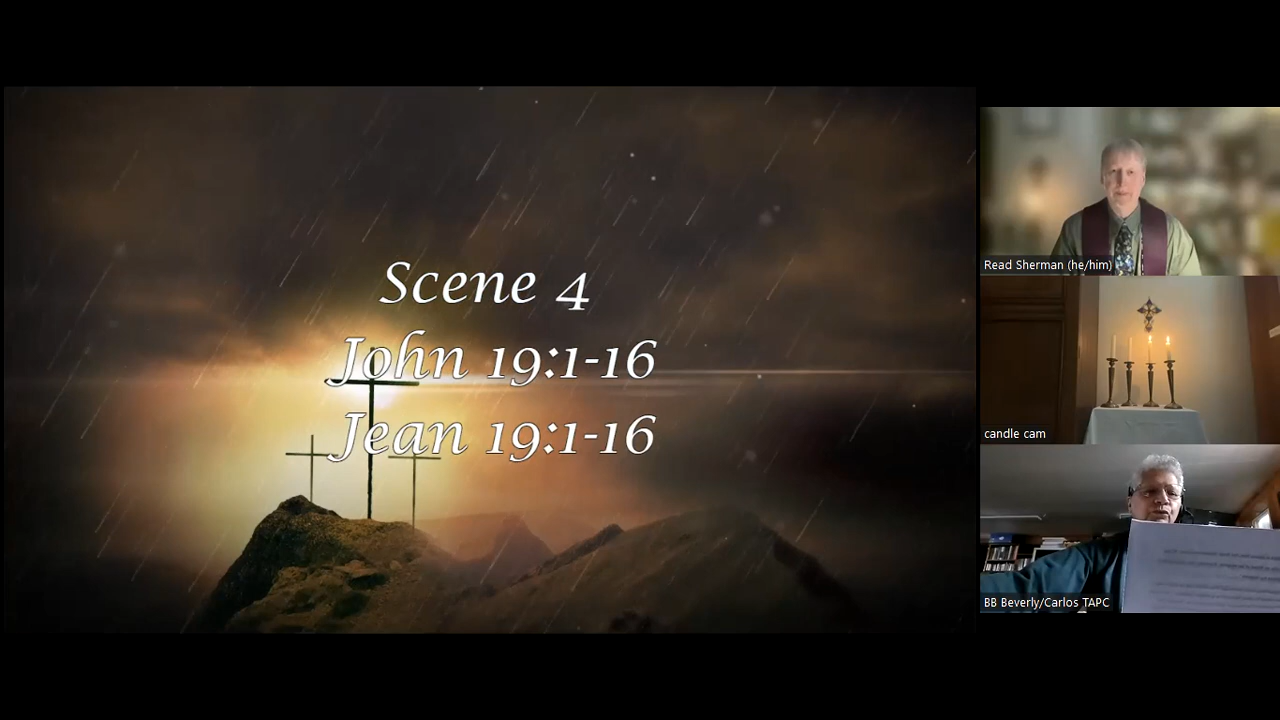 Scene 4
John 19:1-16
Jean 19:1-16
Read Sherman (he/him)
candle cam
BB Beverly/Carlos TAPC